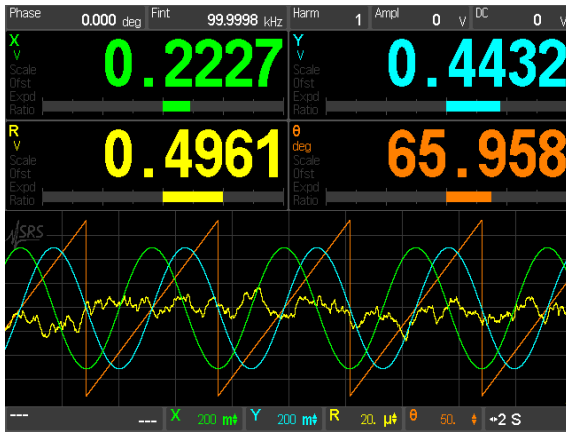 Phase 0.000 deg Fint 99.9998 kHz Harm 1 Ampl 0 V DC 0 V
X
V
Scale
Ofst
Expd
Ratio
0.2227
Y
V
Scale
Ofst
Expd
Ratio
0.4432
R
V
Scale
Ofst
Expd
Ratio
0.4961
θ
deg
Scale
Ofst
Expd
Ratio
65.958
SRS
--- --- X 200 m Y 200 m R 20. µ θ 50. 2 S